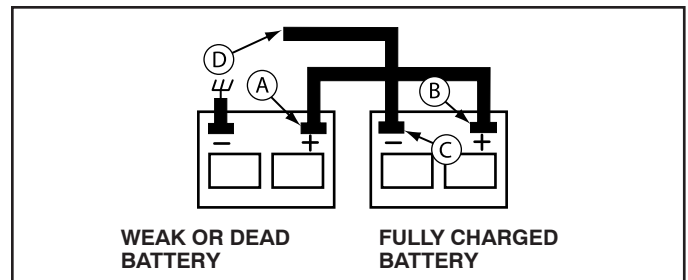 D
A
B
− + − +
C
WEAK OR DEAD
BATTERY
FULLY CHARGED
BATTERY